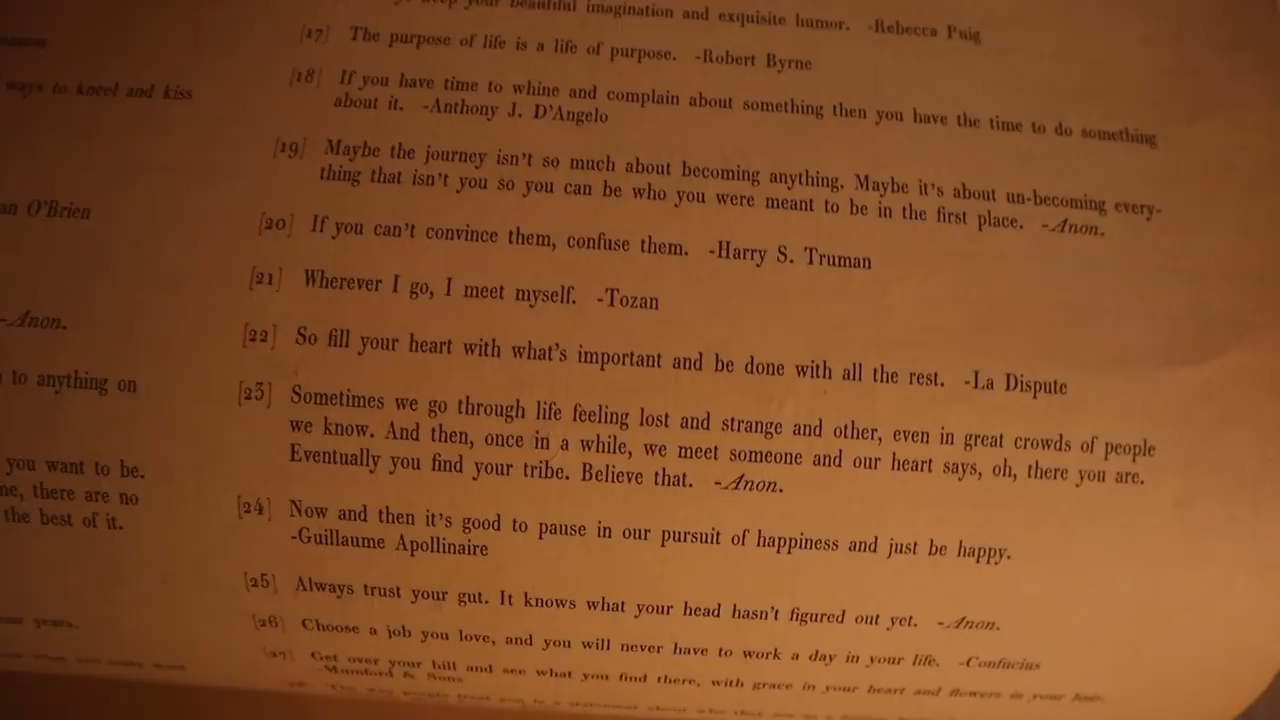 ways to kneel and kiss
an O'Brien
-Anon.
to anything on
you want to be.
there are no
the best of it.
years.
your beautiful imagination and exquisite humor. -Rebecca Puig
[17] The purpose of life is a life of purpose. -Robert Byrne
[18] If you have time to whine and complain about something then you have the time to do something
about it. -Anthony J. D'Angelo
[19] Maybe the journey isn't so much about becoming anything. Maybe it's about un-becoming every-
thing that isn't you so you can be who you were meant to be in the first place. -Anon.
[20] If you can't convince them, confuse them. -Harry S. Truman
[21] Wherever I go, I meet myself. -Tozan
[22] So fill your heart with what's important and be done with all the rest. -La Dispute
[23] Sometimes we go through life feeling lost and strange and other, even in great crowds of people
we know. And then, once in a while, we meet someone and our heart says, oh, there you are.
Eventually you find your tribe. Believe that. -Anon.
[24] Now and then it's good to pause in our pursuit of happiness and just be happy.
-Guillaume Apollinaire
[25] Always trust your gut. It knows what your head hasn't figured out yet. -Anon.
[26] Choose a job you love, and you will never have to work a day in your life. -Confucius
[27] Get over your hill and see what you find there, with grace in your heart and flowers in your hair.
-Mumford & Sons